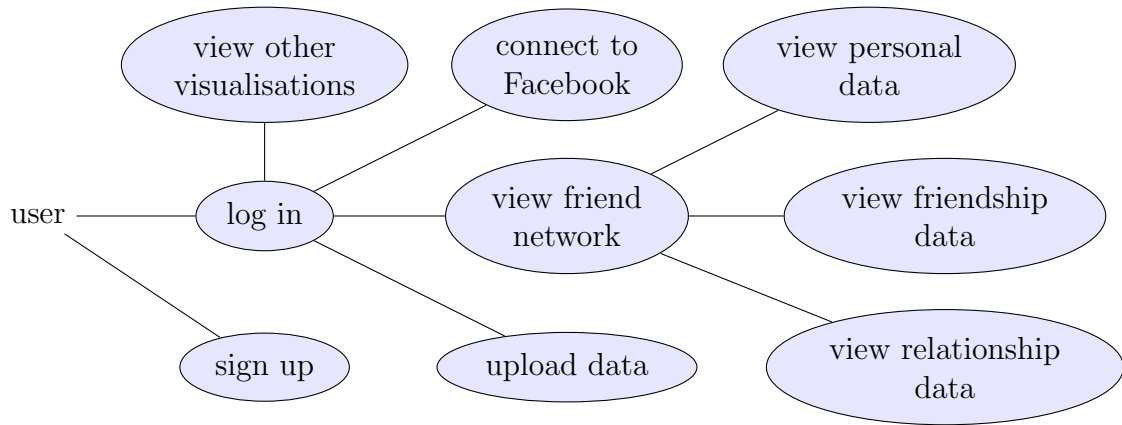 view other
visualisations
connect to
Facebook
view personal
data
user
log in
view friend
network
view friendship
data
sign up
upload data
view relationship
data